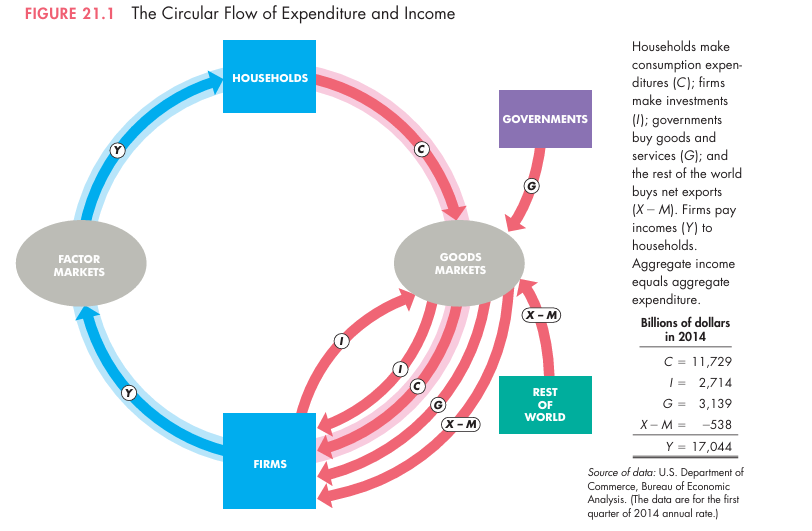 FIGURE 21.1 The Circular Flow of Expenditure and Income
HOUSEHOLDS
GOVERNMENTS
Y
C
G
FACTOR
MARKETS
GOODS
MARKETS
X – M
I
I
C
G
X – M
Y
REST
OF
WORLD
FIRMS
Households make
consumption expen-
ditures (C); firms
make investments
(I); governments
buy goods and
services (G); and
the rest of the world
buys net exports
(X – M). Firms pay
incomes (Y) to
households.
Aggregate income
equals aggregate
expenditure.
Billions of dollars
in 2014
C = 11,729
I = 2,714
G = 3,139
X – M = –538
Y = 17,044
Source of data: U.S. Department of
Commerce, Bureau of Economic
Analysis. (The data are for the first
quarter of 2014 annual rate.)